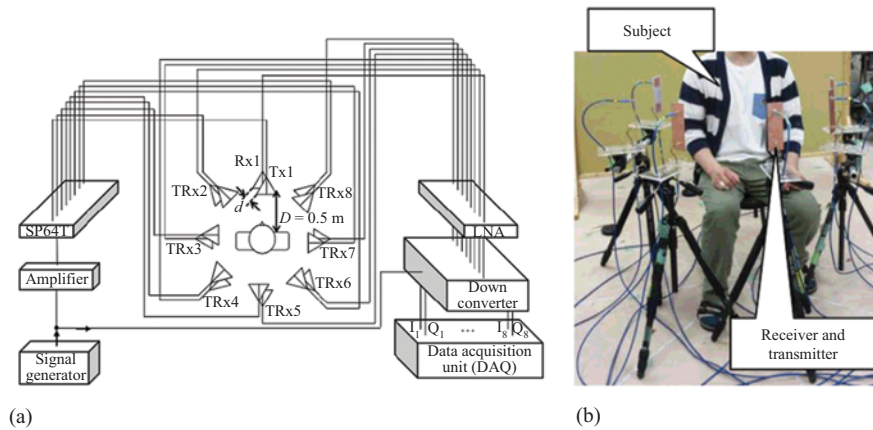 Rx1
Tx1
TRx2
TRx8
d
D = 0.5 m
SP64T
LNA
TRx3
TRx7
Amplifier
TRx4
TRx6
TRx5
Down
converter
I1 Q1 ... I8 Q8
Signal
generator
Data acquisition
unit (DAQ)
(a)
Subject
Receiver and
transmitter
(b)